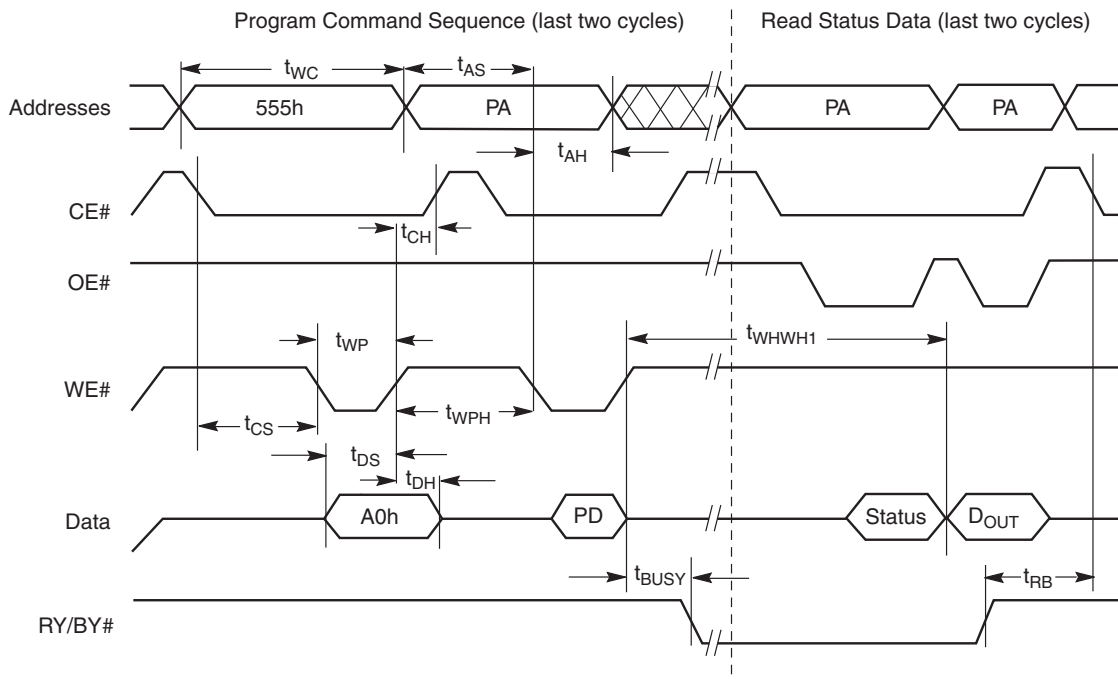 Program Command Sequence (last two cycles)
Read Status Data (last two cycles)
tWC
tAS
Addresses
555h
PA
PA
PA
tAH
CE#
tCH
OE#
tWP
tWHWH1
WE#
tCS
tWPH
tDS
tDH
Data
A0h
PD
Status
DOUT
tBUSY
tRB
RY/BY#